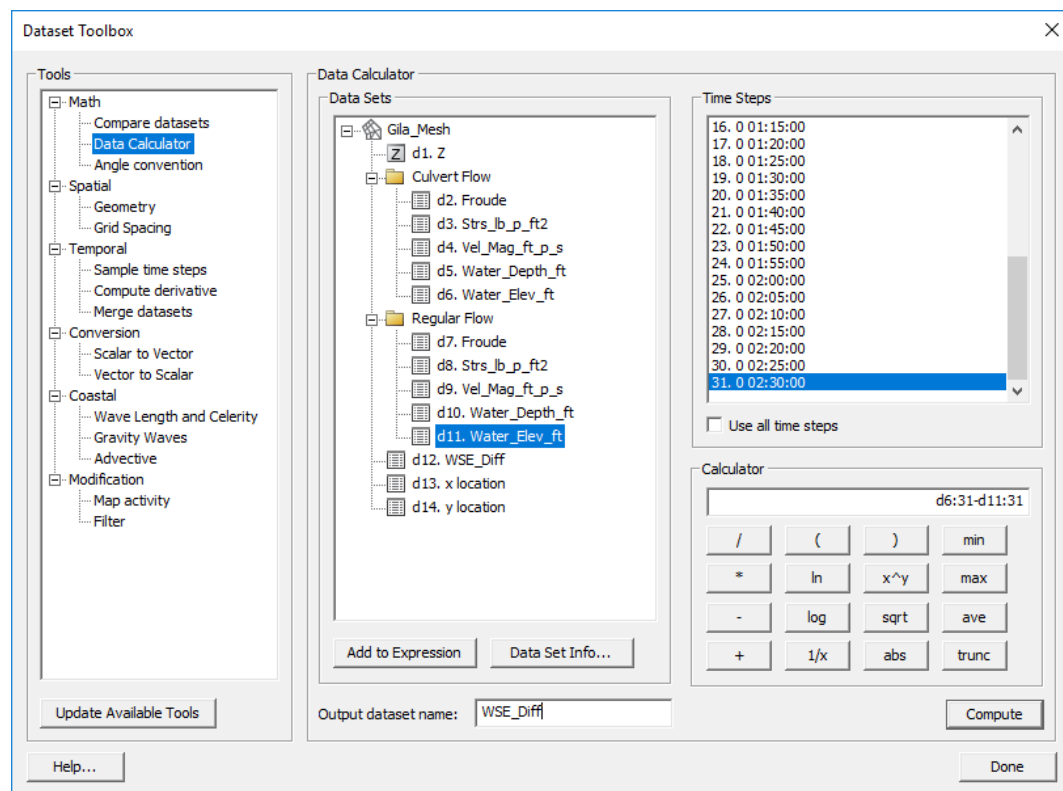 Dataset Toolbox
Tools
Math
Compare datasets
Data Calculator
Angle convention
Spatial
Geometry
Grid Spacing
Temporal
Sample time steps
Compute derivative
Merge datasets
Conversion
Scalar to Vector
Vector to Scalar
Coastal
Wave Length and Celerity
Gravity Waves
Advective
Modification
Map activity
Filter
Update Available Tools
Help...
Data Calculator
Data Sets
Gila_Mesh
Z d1. Z
Culvert Flow
d2. Froude
d3. Strs_lb_p_ft2
d4. Vel_Mag_ft_p_s
d5. Water_Depth_ft
d6. Water_Elev_ft
Regular Flow
d7. Froude
d8. Strs_lb_p_ft2
d9. Vel_Mag_ft_p_s
d10. Water_Depth_ft
d11. Water_Elev_ft
d12. WSE_Diff
d13. x location
d14. y location
Add to Expression Data Set Info...
Output dataset name: WSE_Diff
Time Steps
16. 0 01:15:00
17. 0 01:20:00
18. 0 01:25:00
19. 0 01:30:00
20. 0 01:35:00
21. 0 01:40:00
22. 0 01:45:00
23. 0 01:50:00
24. 0 01:55:00
25. 0 02:00:00
26. 0 02:05:00
27. 0 02:10:00
28. 0 02:15:00
29. 0 02:20:00
30. 0 02:25:00
31. 0 02:30:00
Use all time steps
Calculator
d6:31-d11:31
/ ( ) min
* ln x^y max
- log sqrt ave
+ 1/x abs trunc
Compute
Done